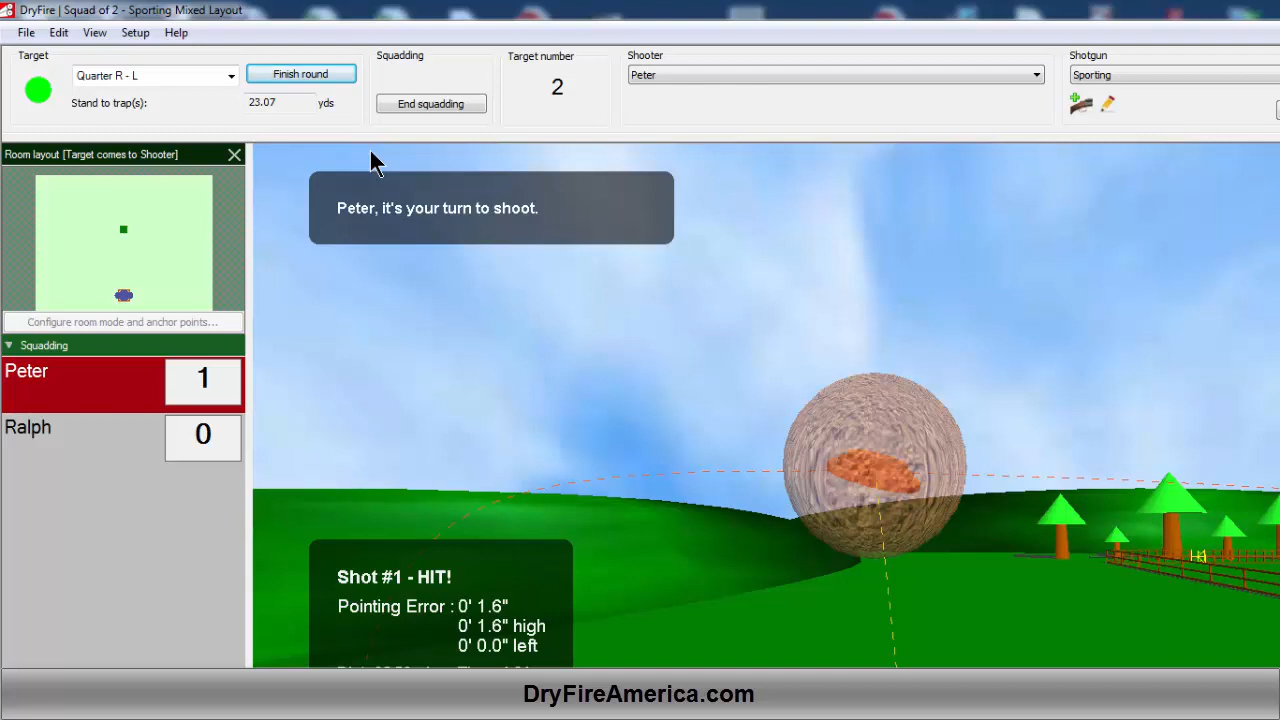 DryFire | Squad of 2 - Sporting Mixed Layout
File Edit View Setup Help
Target Squadding Target number Shooter Shotgun
Quarter R - L Finish round 2 Peter Sporting
Stand to trap(s): 23.07 yds End squadding
Room layout [Target comes to Shooter]
Peter, it's your turn to shoot.
Configure room mode and anchor points...
Squadding
Peter 1
Ralph 0
Shot #1 - HIT!
Pointing Error : 0' 1.6"
0' 1.6" high
0' 0.0" left
DryFireAmerica.com